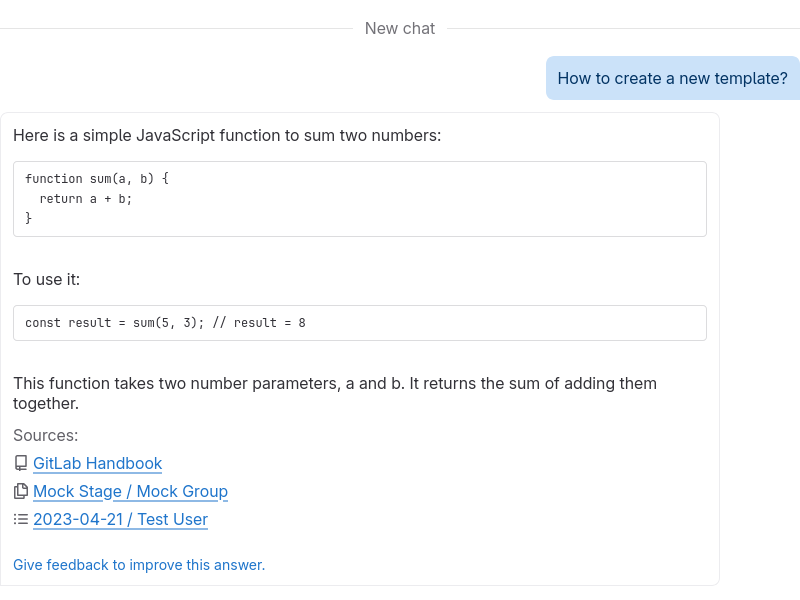 New chat
How to create a new template?
Here is a simple JavaScript function to sum two numbers:
function sum(a, b) {
  return a + b;
}
To use it:
const result = sum(5, 3); // result = 8
This function takes two number parameters, a and b. It returns the sum of adding them
together.
Sources:
GitLab Handbook
Mock Stage / Mock Group
2023-04-21 / Test User
Give feedback to improve this answer.